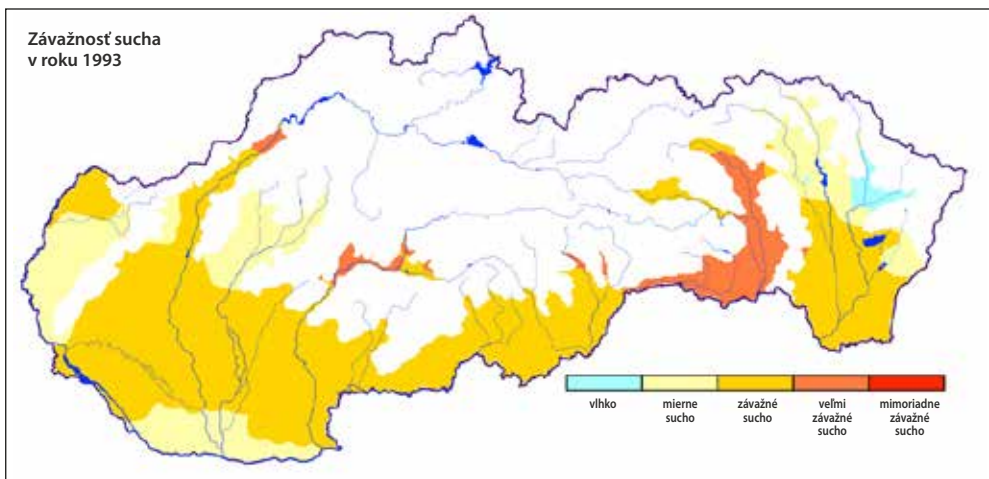 Závažnosť sucha
v roku 1993
vlhko
mierne
sucho
závažné
sucho
veľmi
závažné
sucho
mimoriadne
závažné
sucho